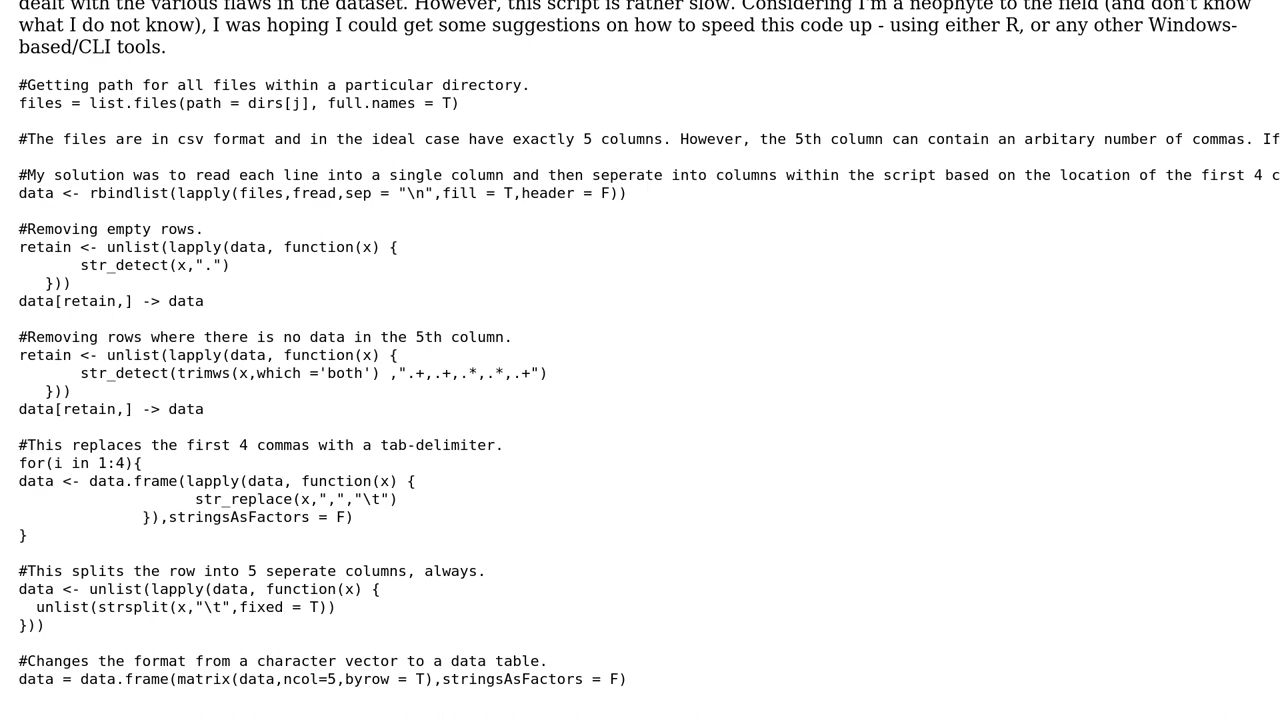 dealt with the various flaws in the dataset. However, this script is rather slow. Considering I'm a neophyte to the field (and don't know
what I do not know), I was hoping I could get some suggestions on how to speed this code up - using either R, or any other Windows-
based/CLI tools.
#Getting path for all files within a particular directory.
files = list.files(path = dirs[j], full.names = T)
#The files are in csv format and in the ideal case have exactly 5 columns. However, the 5th column can contain an arbitary number of commas. If
#My solution was to read each line into a single column and then seperate into columns within the script based on the location of the first 4 c
data <- rbindlist(lapply(files,fread,sep = "\n",fill = T,header = F))
#Removing empty rows.
retain <- unlist(lapply(data, function(x) {
       str_detect(x,".")
   }))
data[retain,] -> data
#Removing rows where there is no data in the 5th column.
retain <- unlist(lapply(data, function(x) {
       str_detect(trimws(x,which ='both') ,".+,.+,.*,.*,.+")
   }))
data[retain,] -> data
#This replaces the first 4 commas with a tab-delimiter.
for(i in 1:4){
data <- data.frame(lapply(data, function(x) {
                    str_replace(x,",","\t")
              }),stringsAsFactors = F)
}
#This splits the row into 5 seperate columns, always.
data <- unlist(lapply(data, function(x) {
  unlist(strsplit(x,"\t",fixed = T))
}))
#Changes the format from a character vector to a data table.
data = data.frame(matrix(data,ncol=5,byrow = T),stringsAsFactors = F)